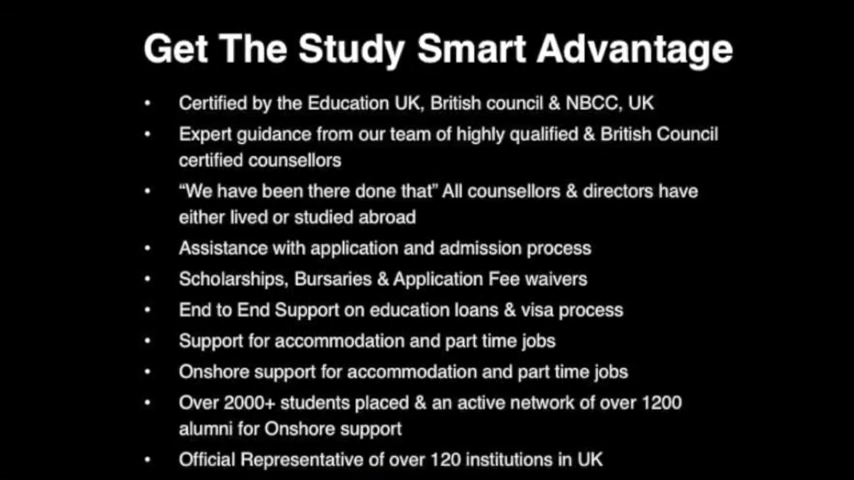 Get The Study Smart Advantage
• Certified by the Education UK, British council & NBCC, UK
• Expert guidance from our team of highly qualified & British Council
certified counsellors
• “We have been there done that” All counsellors & directors have
either lived or studied abroad
• Assistance with application and admission process
• Scholarships, Bursaries & Application Fee waivers
• End to End Support on education loans & visa process
• Support for accommodation and part time jobs
• Onshore support for accommodation and part time jobs
• Over 2000+ students placed & an active network of over 1200
alumni for Onshore support
• Official Representative of over 120 institutions in UK